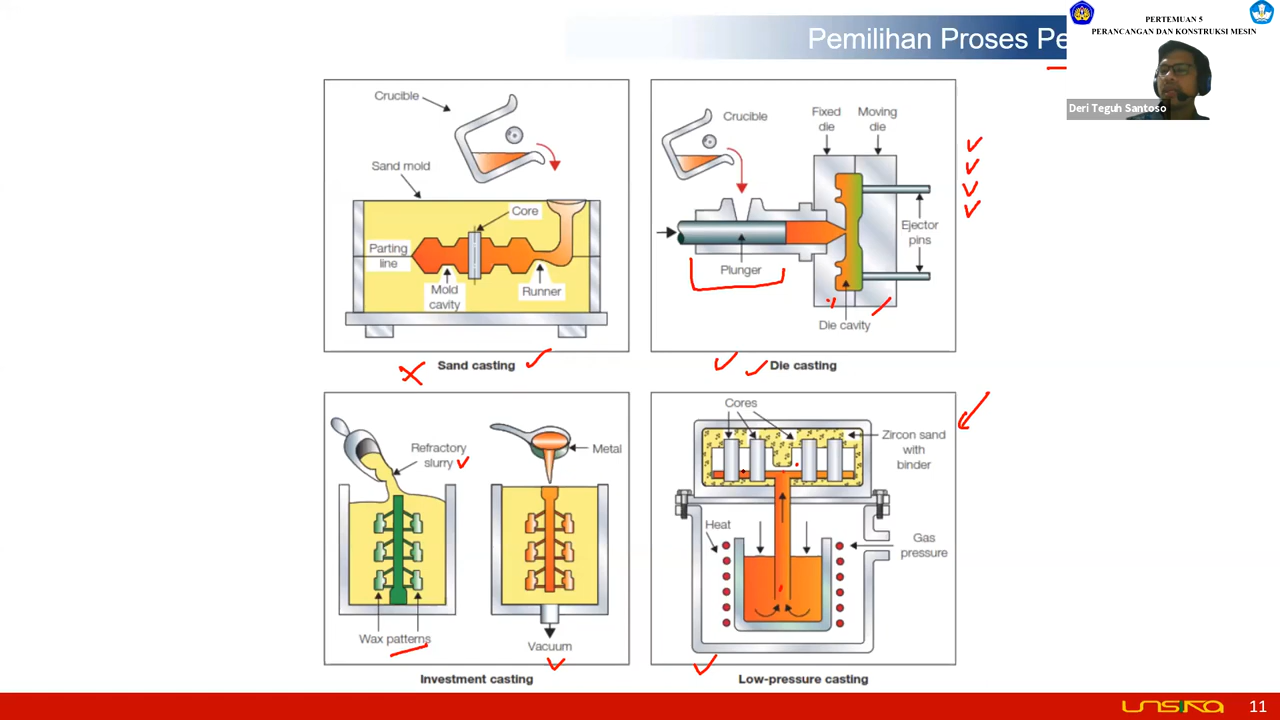 Pemilihan Proses Pe
PERTEMUAN 5
PERANCANGAN DAN KONSTRUKSI MESIN
Deri Teguh Santoso
Crucible
Sand mold
Core
Parting
line
Mold
cavity
Runner
Sand casting
Crucible
Fixed
die
Moving
die
Ejector
pins
Plunger
Die cavity
Die casting
Refractory
slurry
Metal
Wax patterns
Vacuum
Investment casting
Cores
Zircon sand
with
binder
Heat
Gas
pressure
Low-pressure casting
unsika
11